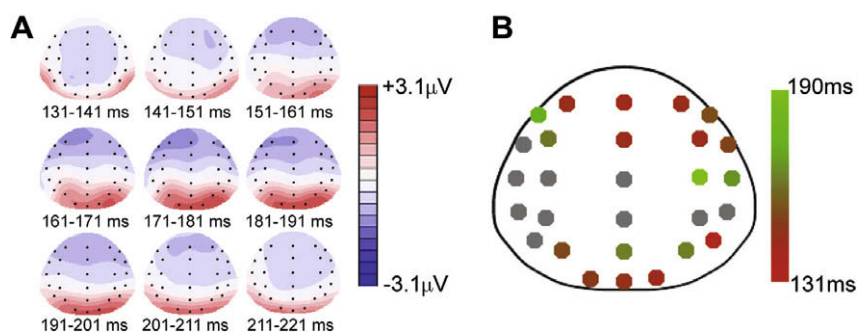 A
131-141 ms 141-151 ms 151-161 ms
161-171 ms 171-181 ms 181-191 ms
191-201 ms 201-211 ms 211-221 ms
+3.1µV
-3.1µV
B
190ms
131ms